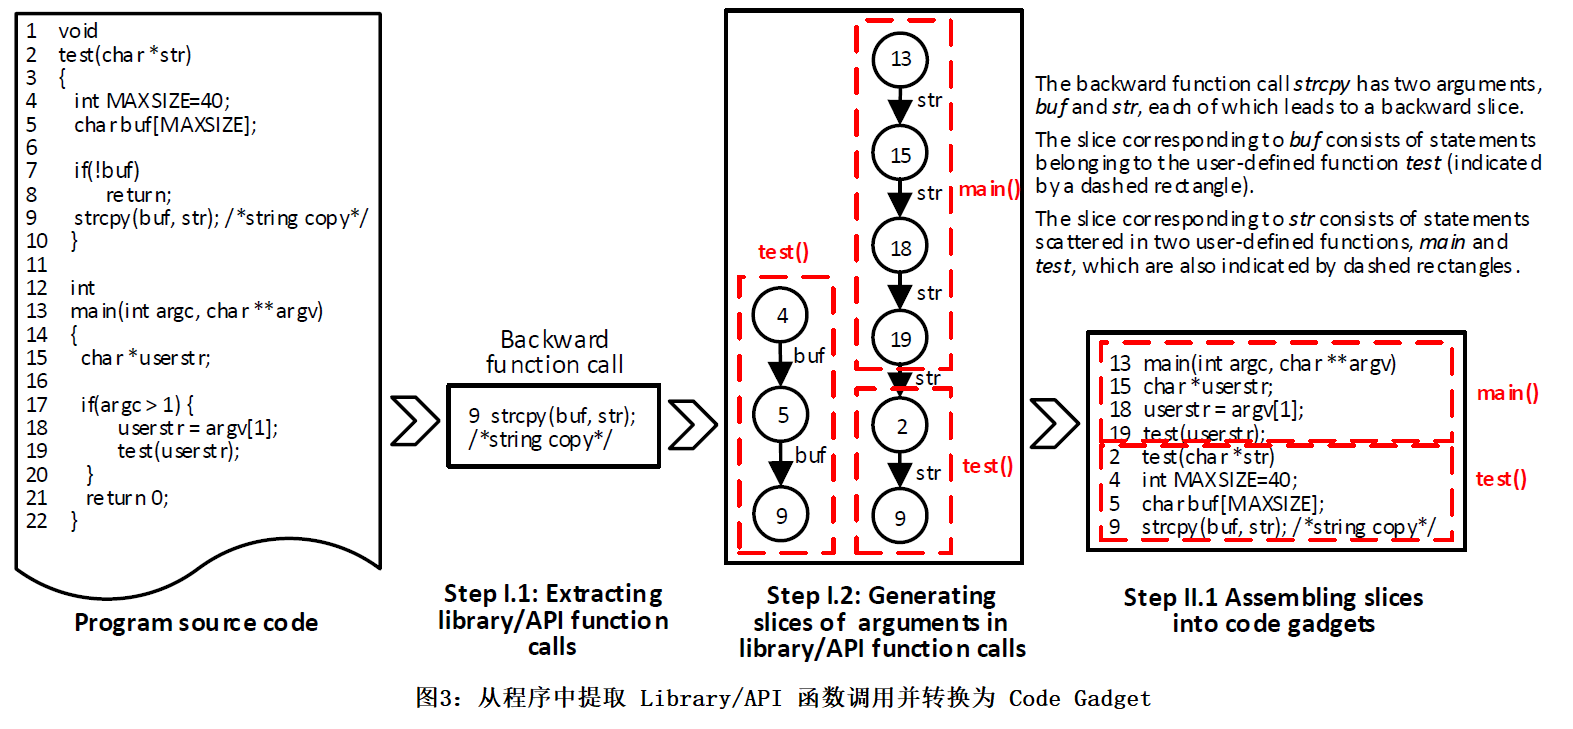 1 void
2 test(char *str)
3 {
4 int MAXSIZE=40;
5 charbuf[MAXSIZE];
6
7 if(!buf)
8 return;
9 strcpy(buf, str); /*string copy*/
10 }
11
12 int
13 main(int argc, char **argv)
14 {
15 char *userstr;
16
17 if(argc > 1) {
18 userstr = argv[1];
19 test(userstr);
20 }
21 return 0;
22 }
Program source code
Backward
function call
9 strcpy(buf, str);
/*string copy*/
Step I.1: Extracting
library/API function
calls
test()
4
buf
5
buf
9
13
str
15
str
main()
18
str
19
str
2
test()
str
9
Step I.2: Generating
slices of arguments in
library/API function calls
The backward function call strcpy has two arguments,
buf and str, each of which leads to a backward slice.
The slice corresponding to buf consists of statements
belonging to the user-defined function test (indicated
by a dashed rectangle).
The slice corresponding to str consists of statements
scattered in two user-defined functions, main and
test, which are also indicated by dashed rectangles.
13 main(int argc, char **argv)
15 char *userstr;
18 userstr = argv[1];
19 test(userstr);
main()
2 test(char *str)
4 int MAXSIZE=40;
5 charbuf[MAXSIZE];
9 strcpy(buf, str); /*string copy*/
test()
Step II.1 Assembling slices
into code gadgets
图3: 从程序中提取 Library/API 函数调用并转换为 Code Gadget